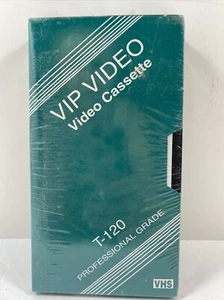 VIP VIDEO
Video Cassette
T-120
PROFESSIONAL GRADE
VHS